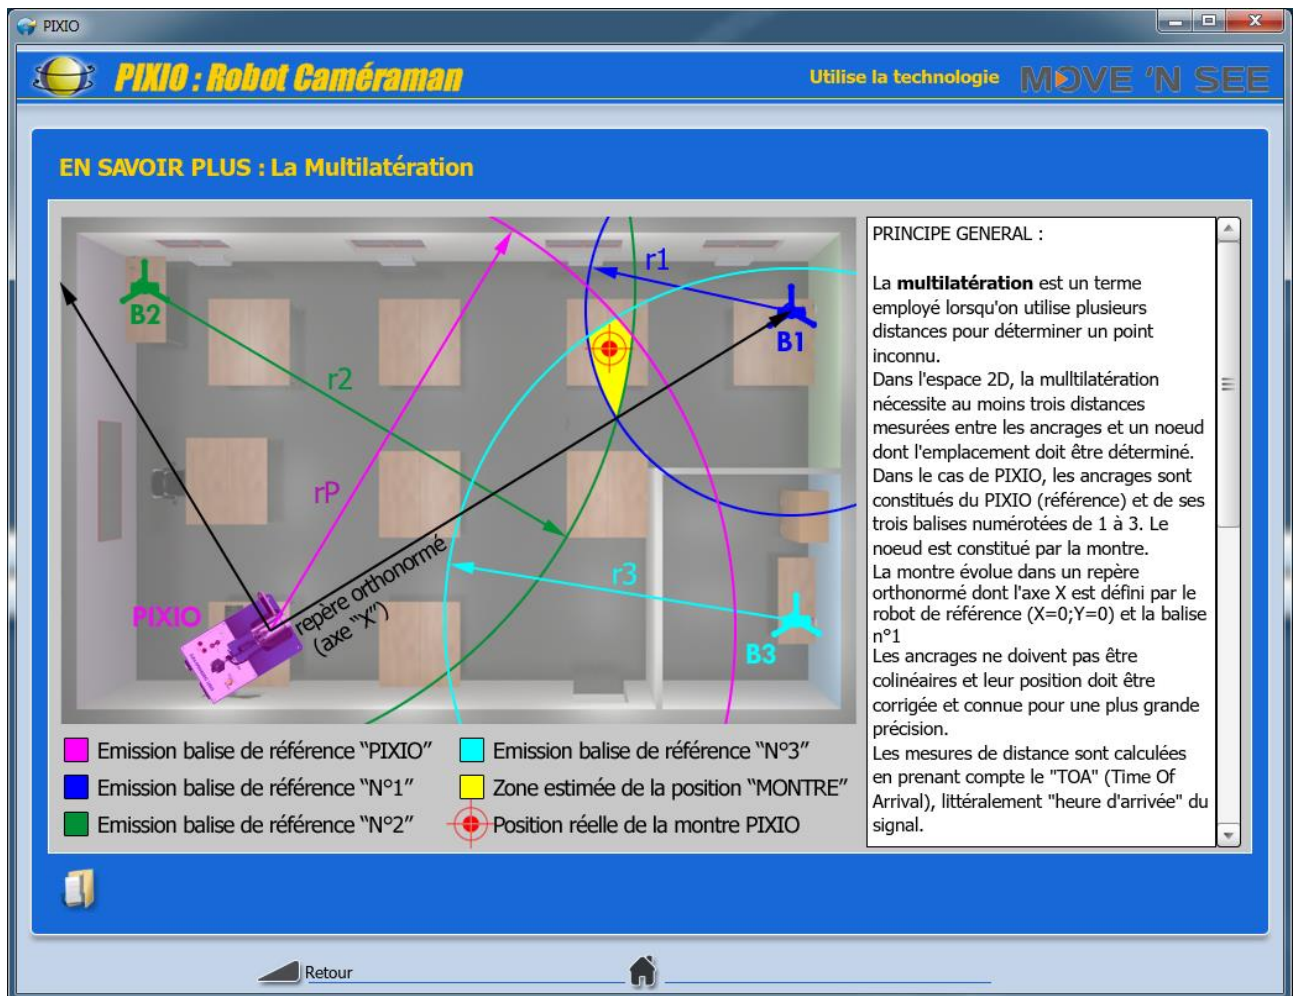 PIXIO
PIXIO : Robot Caméraman
Utilise la technologie
MOVE 'N SEE
EN SAVOIR PLUS : La Multilatération
B2
r1
B1
r2
rP
repère orthonormé
(axe "X")
r3
PIXIO
B3
Emission balise de référence "PIXIO"
Emission balise de référence "N°1"
Emission balise de référence "N°2"
Emission balise de référence "N°3"
Zone estimée de la position "MONTRE"
Position réelle de la montre PIXIO
PRINCIPE GENERAL :
La multilatération est un terme
employé lorsqu'on utilise plusieurs
distances pour déterminer un point
inconnu.
Dans l'espace 2D, la mulltilatération
nécessite au moins trois distances
mesurées entre les ancrages et un noeud
dont l'emplacement doit être déterminé.
Dans le cas de PIXIO, les ancrages sont
constitués du PIXIO (référence) et de ses
trois balises numérotées de 1 à 3. Le
noeud est constitué par la montre.
La montre évolue dans un repère
orthonormé dont l'axe X est défini par le
robot de référence (X=0;Y=0) et la balise
n°1
Les ancrages ne doivent pas être
colinéaires et leur position doit être
corrigée et connue pour une plus grande
précision.
Les mesures de distance sont calculées
en prenant compte le "TOA" (Time Of
Arrival), littéralement "heure d'arrivée" du
signal.
Retour